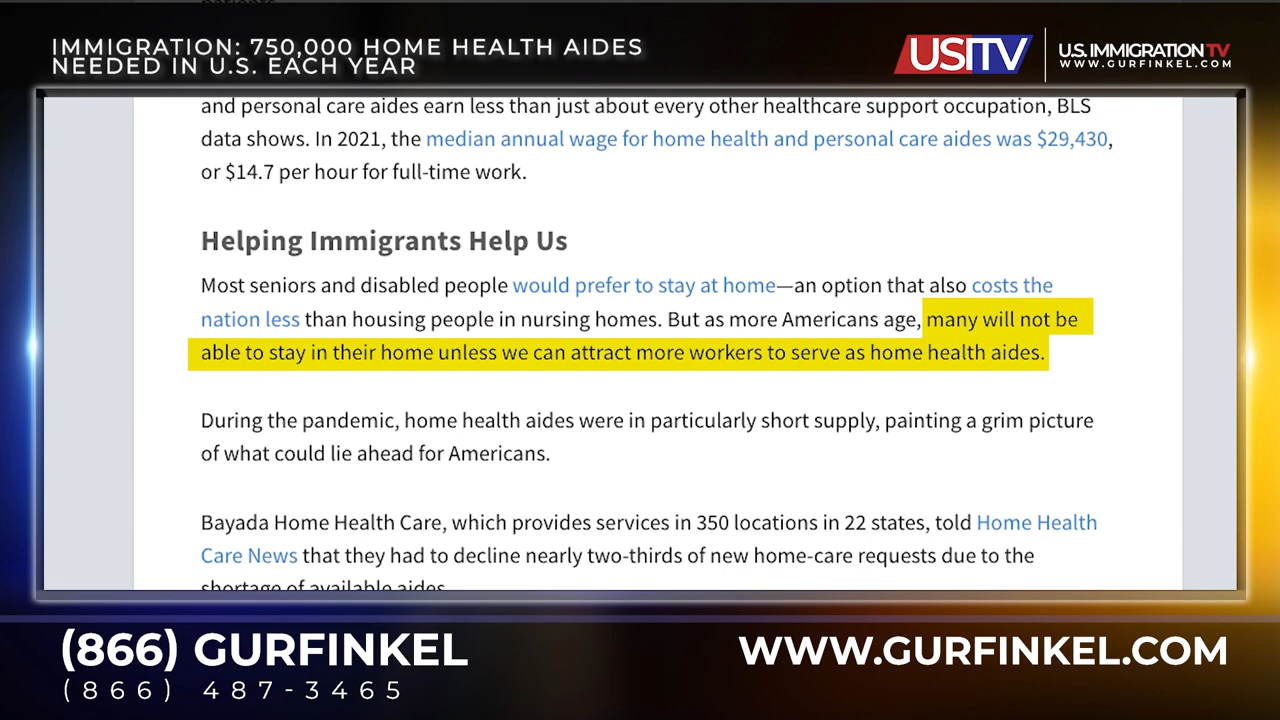 patients.
IMMIGRATION: 750,000 HOME HEALTH AIDES
NEEDED IN U.S. EACH YEAR
USITV
U.S. IMMIGRATION TV
WWW.GURFINKEL.COM
and personal care aides earn less than just about every other healthcare support occupation, BLS
data shows. In 2021, the median annual wage for home health and personal care aides was $29,430,
or $14.7 per hour for full-time work.
Helping Immigrants Help Us
Most seniors and disabled people would prefer to stay at home—an option that also costs the
nation less than housing people in nursing homes. But as more Americans age, many will not be
able to stay in their home unless we can attract more workers to serve as home health aides.
During the pandemic, home health aides were in particularly short supply, painting a grim picture
of what could lie ahead for Americans.
Bayada Home Health Care, which provides services in 350 locations in 22 states, told Home Health
Care News that they had to decline nearly two-thirds of new home-care requests due to the
shortage of available aides.
(866) GURFINKEL
(866) 487-3465
WWW.GURFINKEL.COM